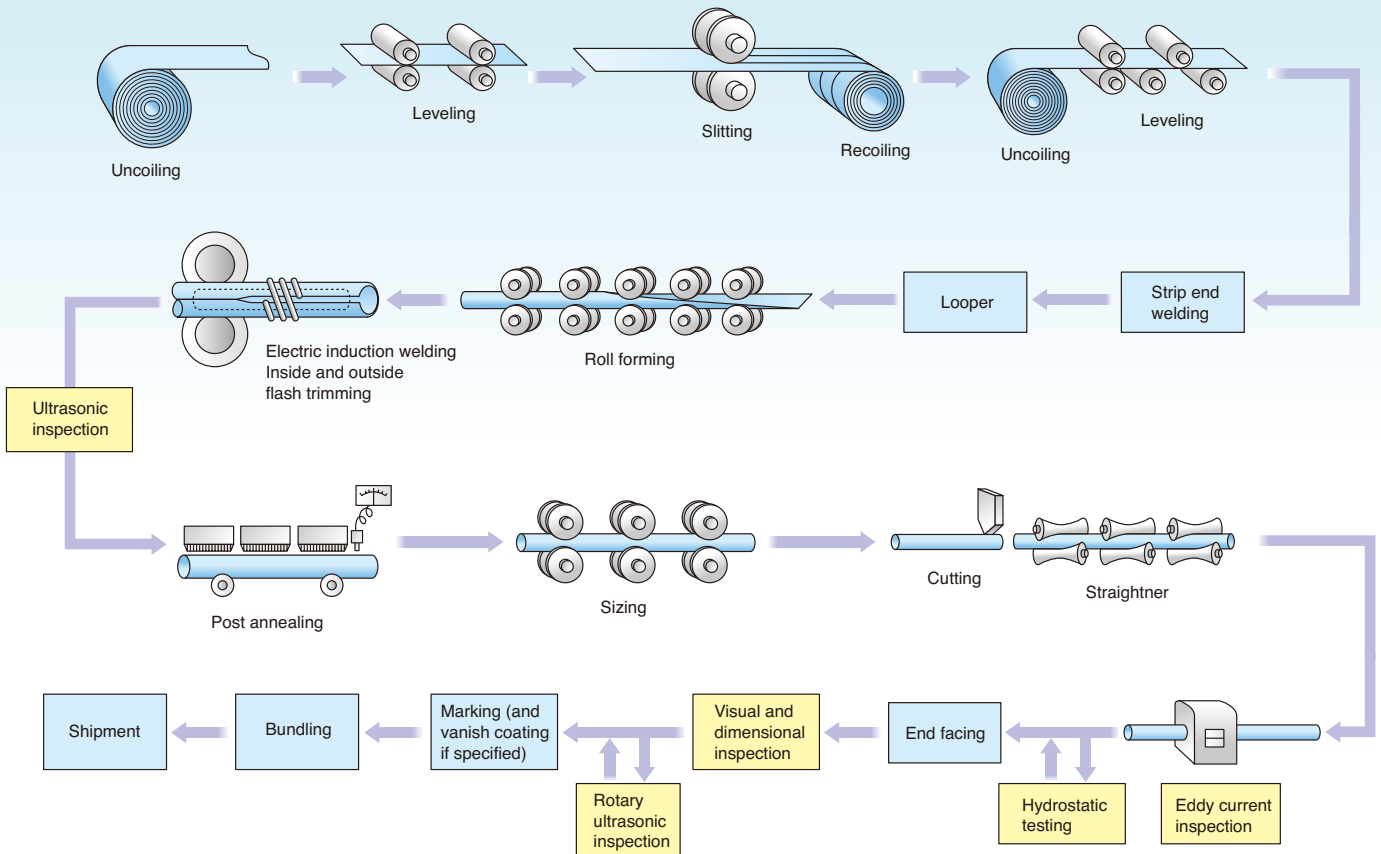 Uncoiling
Leveling
Slitting
Recoiling
Uncoiling
Leveling
Strip end
welding
Looper
Roll forming
Electric induction welding
Inside and outside
flash trimming
Ultrasonic
inspection
Post annealing
Sizing
Cutting
Straightner
Eddy current
inspection
Hydrostatic
testing
End facing
Visual and
dimensional
inspection
Rotary
ultrasonic
inspection
Marking (and
vanish coating
if specified)
Bundling
Shipment